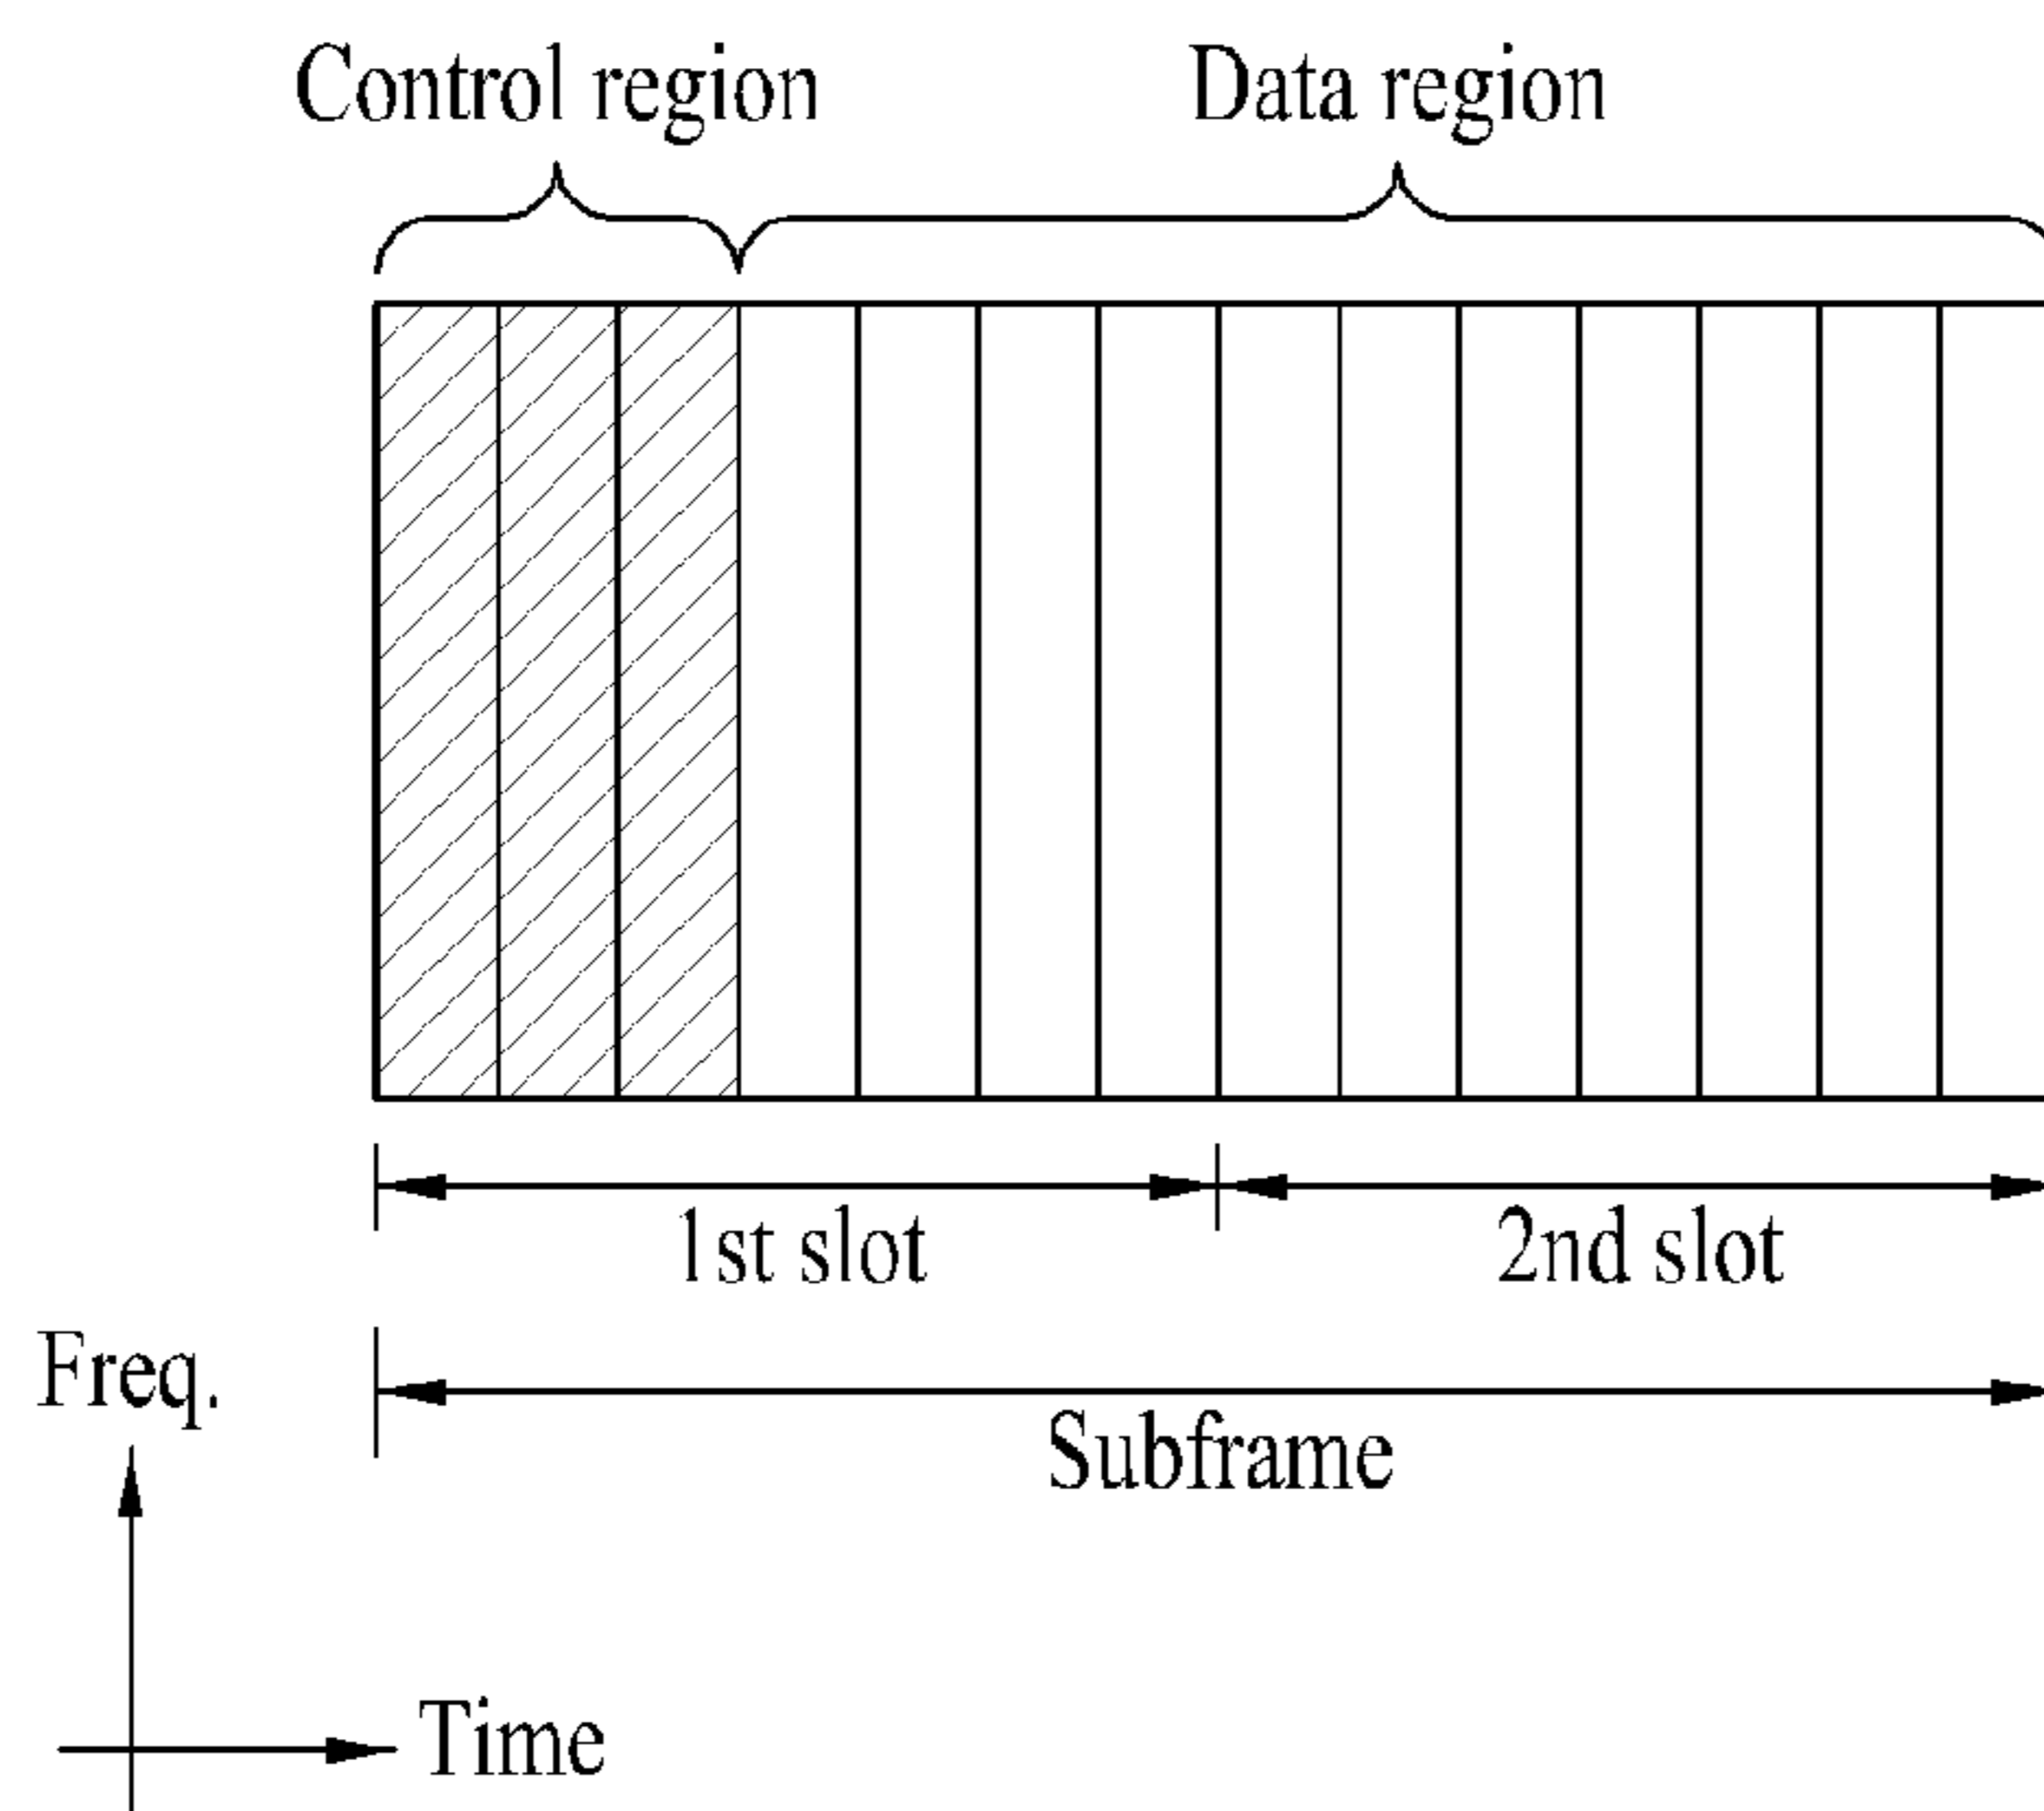 Control region
Data region
1st slot
2nd slot
Subframe
Freq.
Time